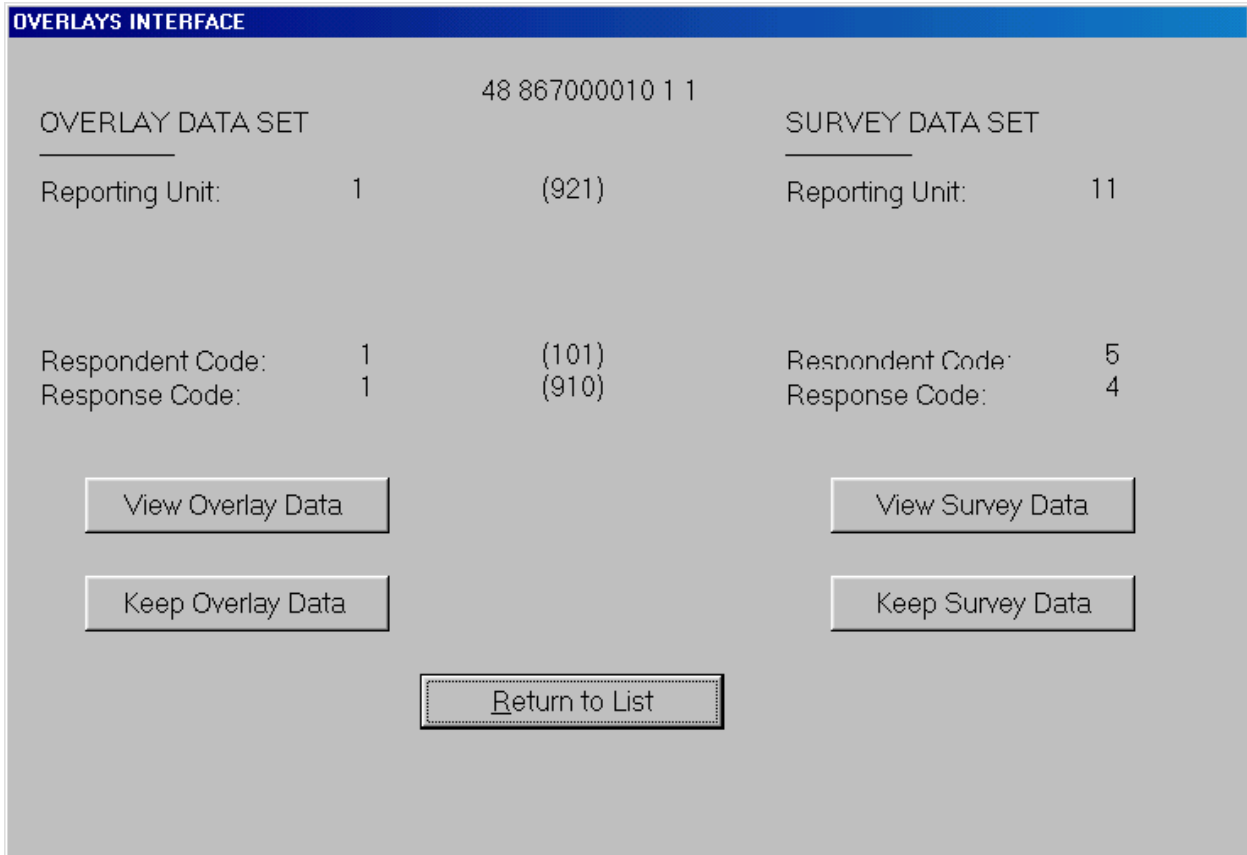 OVERLAYS INTERFACE
48 867000010 1 1
OVERLAY DATA SET SURVEY DATA SET
Reporting Unit: 1 (921) Reporting Unit: 11
Respondent Code: 1 (101) Respondent Code: 5
Response Code: 1 (910) Response Code: 4
View Overlay Data View Survey Data
Keep Overlay Data Keep Survey Data
Return to List